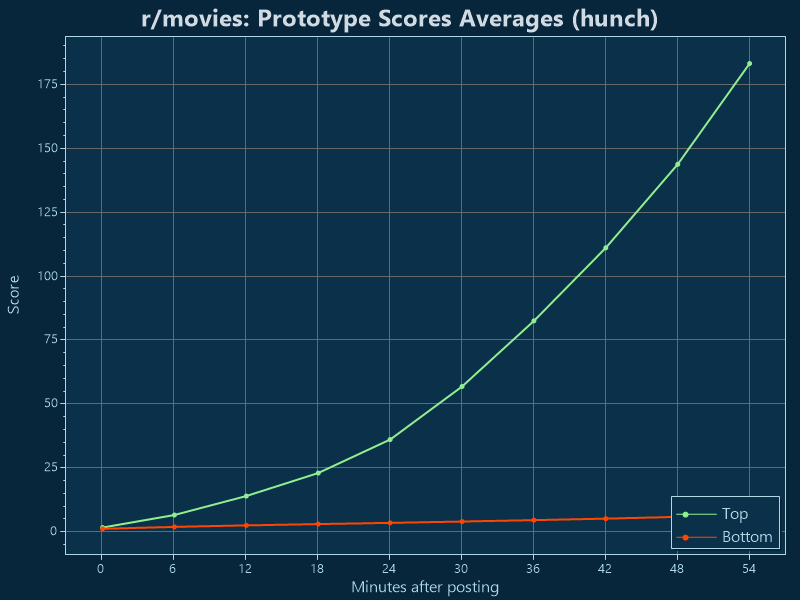 r/movies: Prototype Scores Averages (hunch)
175
150
125
100
75
50
25
0
Score
0 6 12 18 24 30 36 42 48 54
Minutes after posting
Top
Bottom